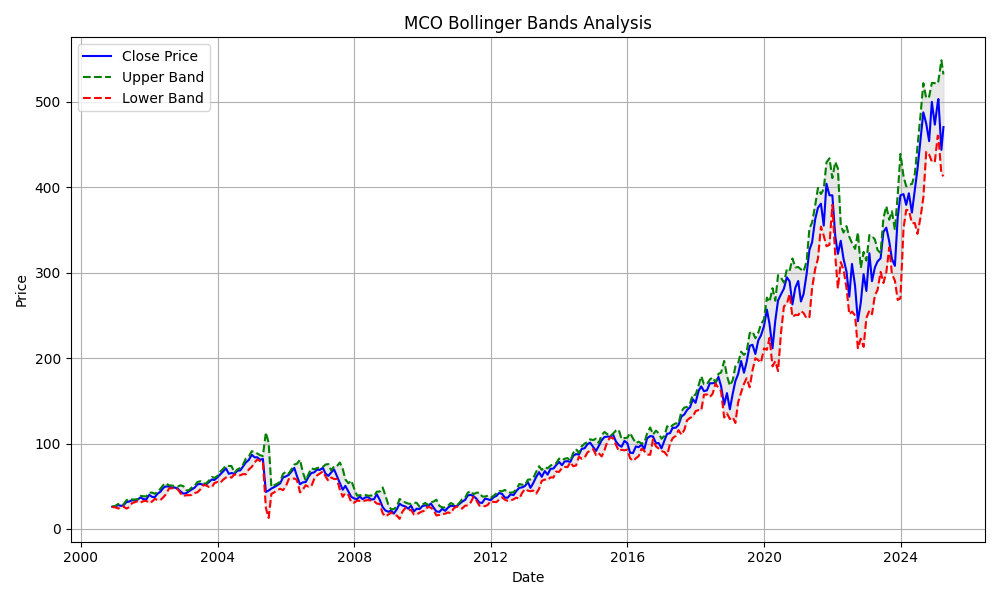 MCO Bollinger Bands Analysis
Close Price
Upper Band
Lower Band
Price
500
400
300
200
100
0
2000 2004 2008 2012 2016 2020 2024
Date